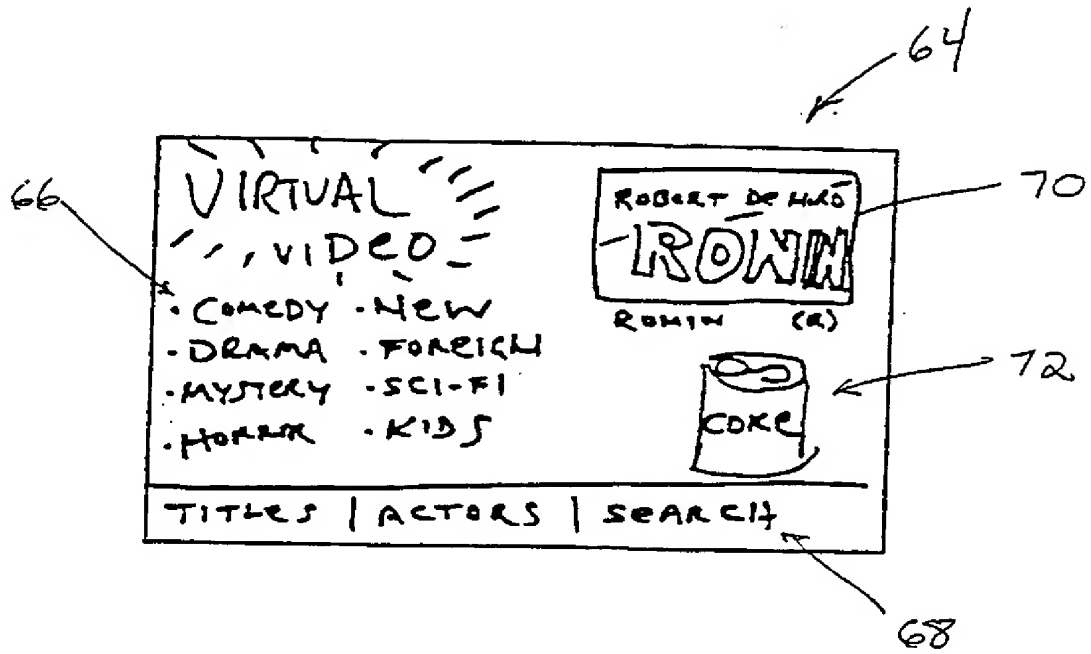 64
66
VIRTUAL
VIDEO
· COMEDY · NEW
· DRAMA · FOREIGN
· MYSTERY · SCI-FI
· HORROR · KIDS
TITLES | ACTORS | SEARCH
ROBERT DE NIRO
RONIN
RONIN (R)
70
COKE
72
68